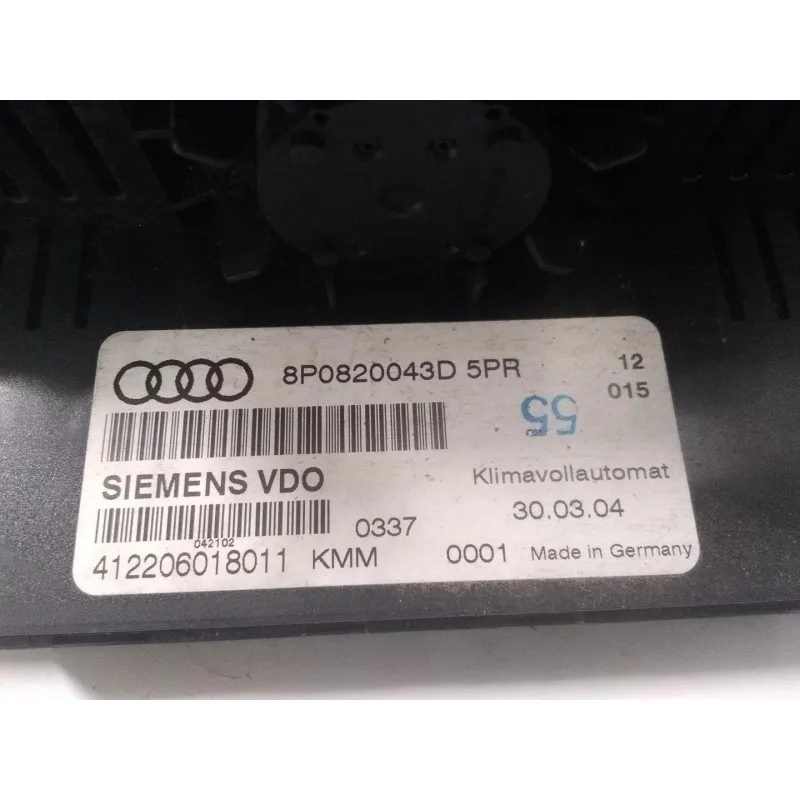 8P0820043D 5PR 12
015
55
SIEMENS VDO Klimavollautomat
0337 30.03.04
042102
412206018011 KMM 0001 Made in Germany